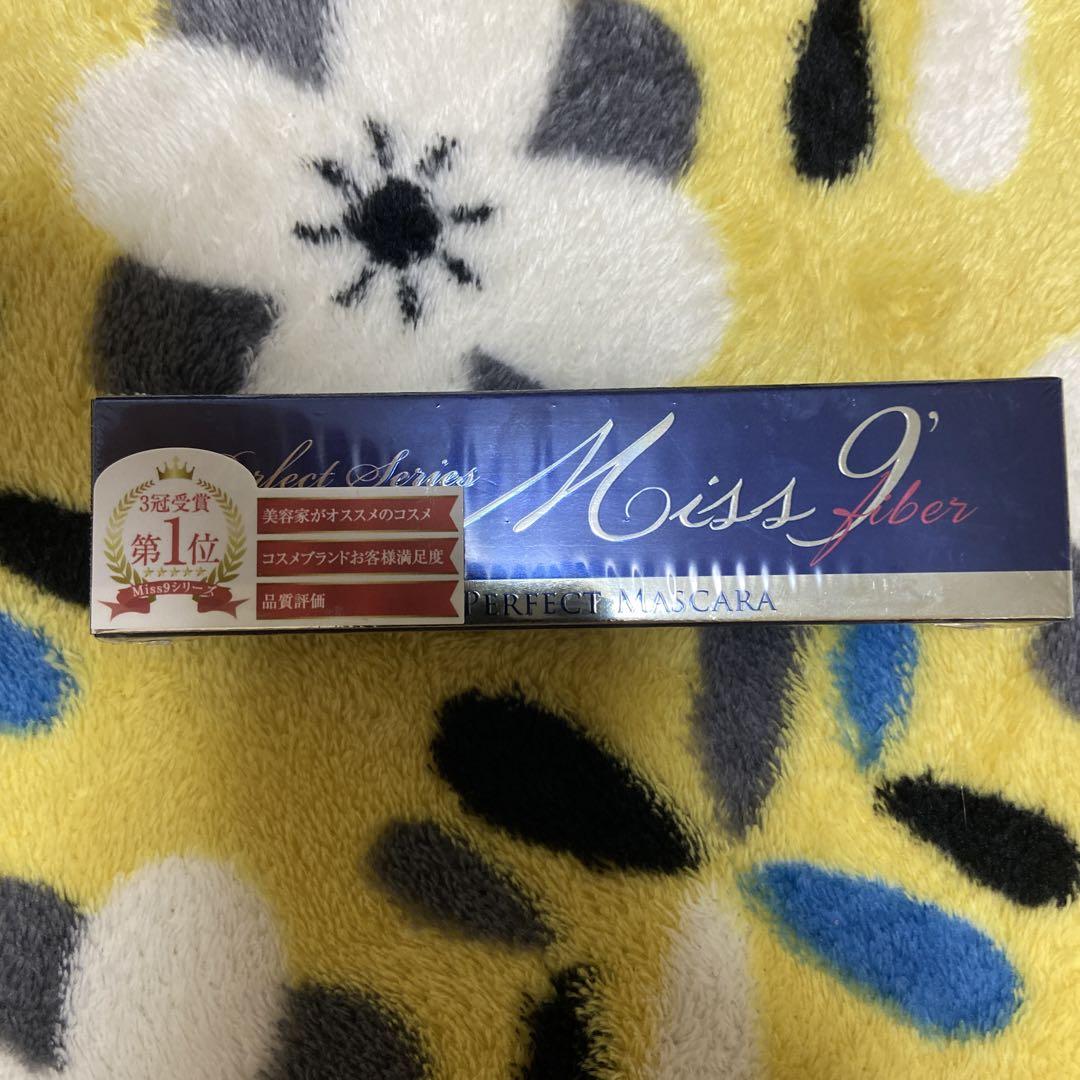 3冠受賞
第1位
Miss9シリーズ
美容家がオススメのコスメ
コスメブランドお客様満足度
品質評価
Perfect Series
Miss 9'
fiber
PERFECT MASCARA